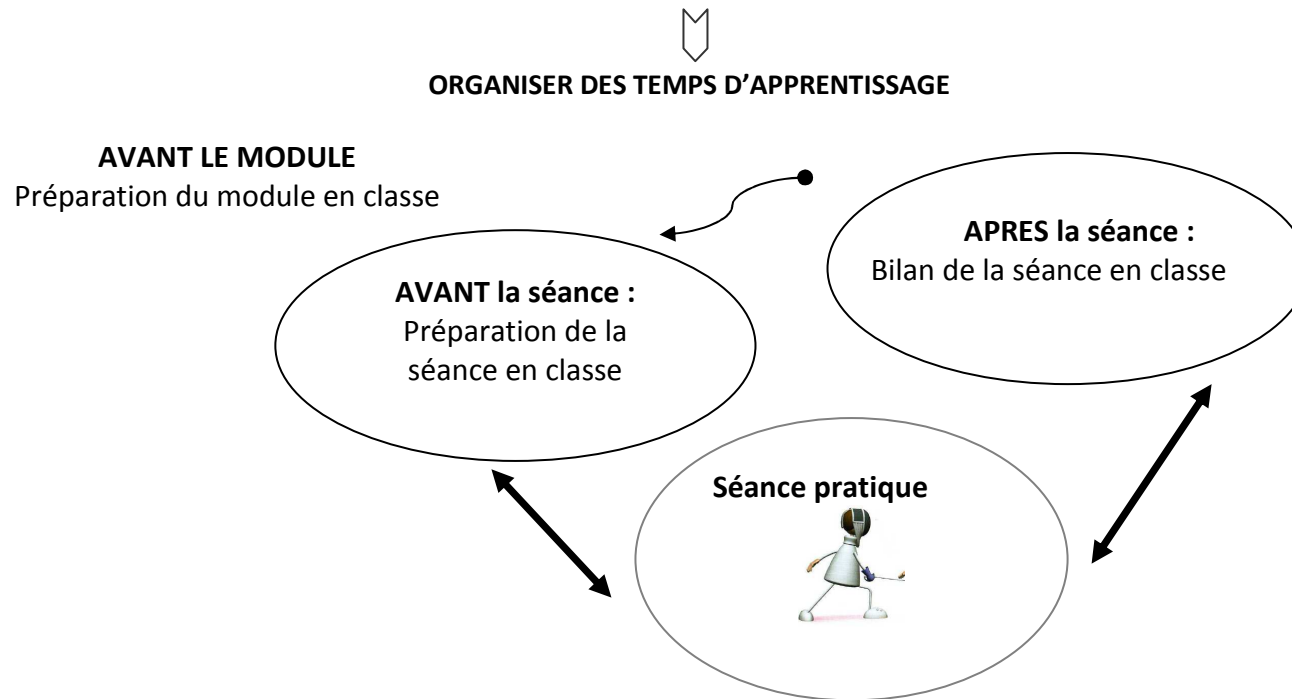 ORGANISER DES TEMPS D’APPRENTISSAGE
AVANT LE MODULE
Préparation du module en classe
AVANT la séance :
Préparation de la
séance en classe
APRES la séance :
Bilan de la séance en classe
Séance pratique